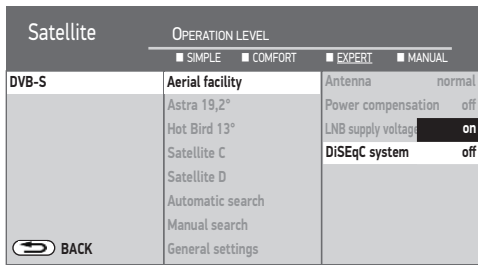 Satellite
OPERATION LEVEL
SIMPLE COMFORT EXPERT MANUAL
DVB-S
Aerial facility
Astra 19,2°
Hot Bird 13°
Satellite C
Satellite D
Automatic search
Manual search
General settings
Antenna normal
Power compensation off
LNB supply voltage on
DiSEqC system off
BACK